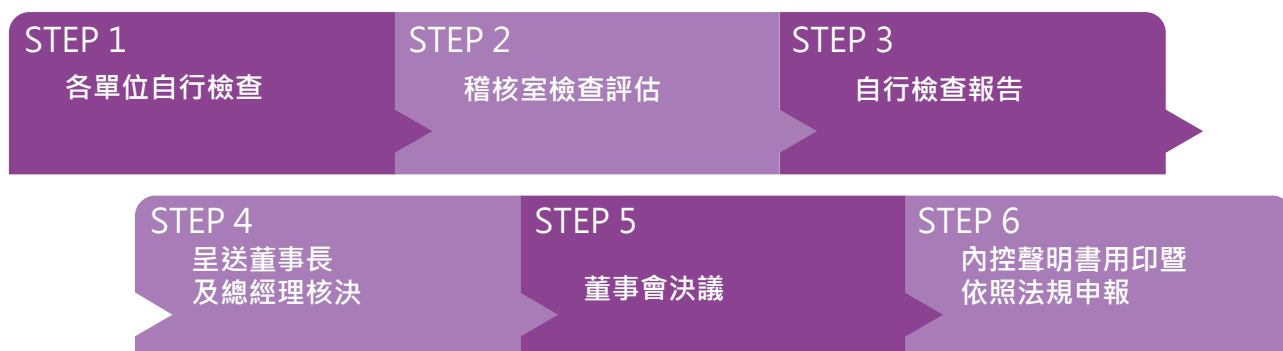 STEP 1
各單位自行檢查
STEP 2
稽核室檢查評估
STEP 3
自行檢查報告
STEP 4
呈送董事長
及總經理核決
STEP 5
董事會決議
STEP 6
內控聲明書用印暨
依照法規申報